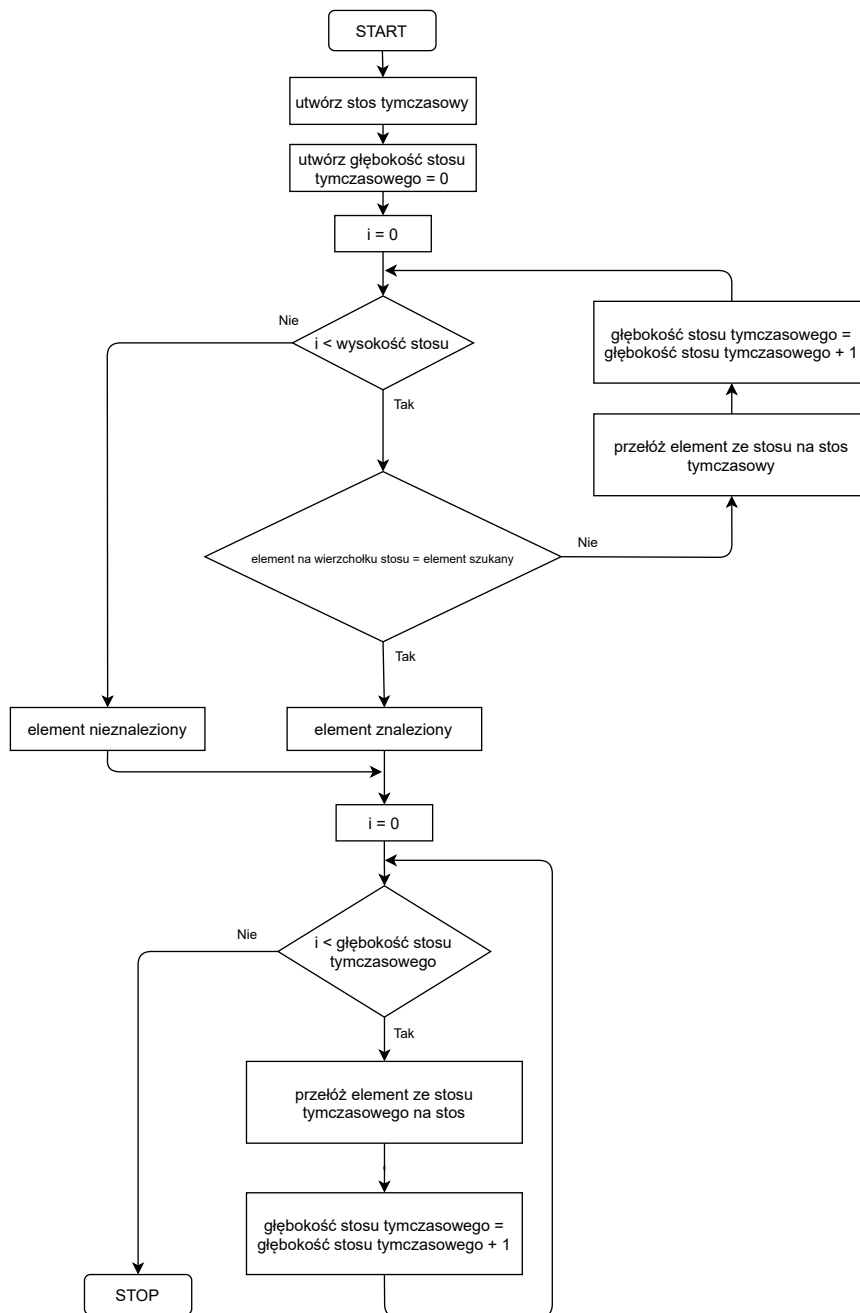 START
utwórz stos tymczasowy
utwórz głębokość stosu
tymczasowego = 0
i = 0
Nie
i < wysokość stosu
głębokość stosu tymczasowego =
głębokość stosu tymczasowego + 1
Tak
przełóż element ze stosu na stos
tymczasowy
element na wierzchołku stosu = element szukany
Nie
Tak
element nieznaleziony
element znaleziony
i = 0
Nie
i < głębokość stosu
tymczasowego
Tak
przełóż element ze stosu
tymczasowego na stos
głębokość stosu tymczasowego =
głębokość stosu tymczasowego + 1
STOP